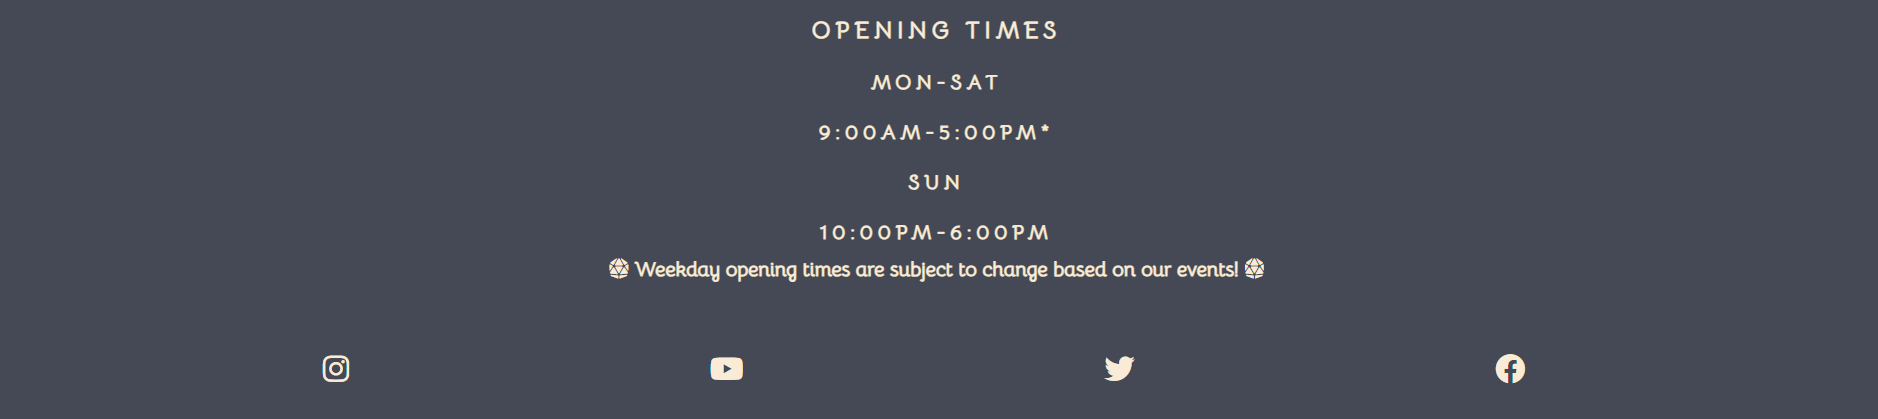 OPENING TIMES
MON-SAT
9:00AM-5:00PM*
SUN
10:00PM-6:00PM
Weekday opening times are subject to change based on our events!